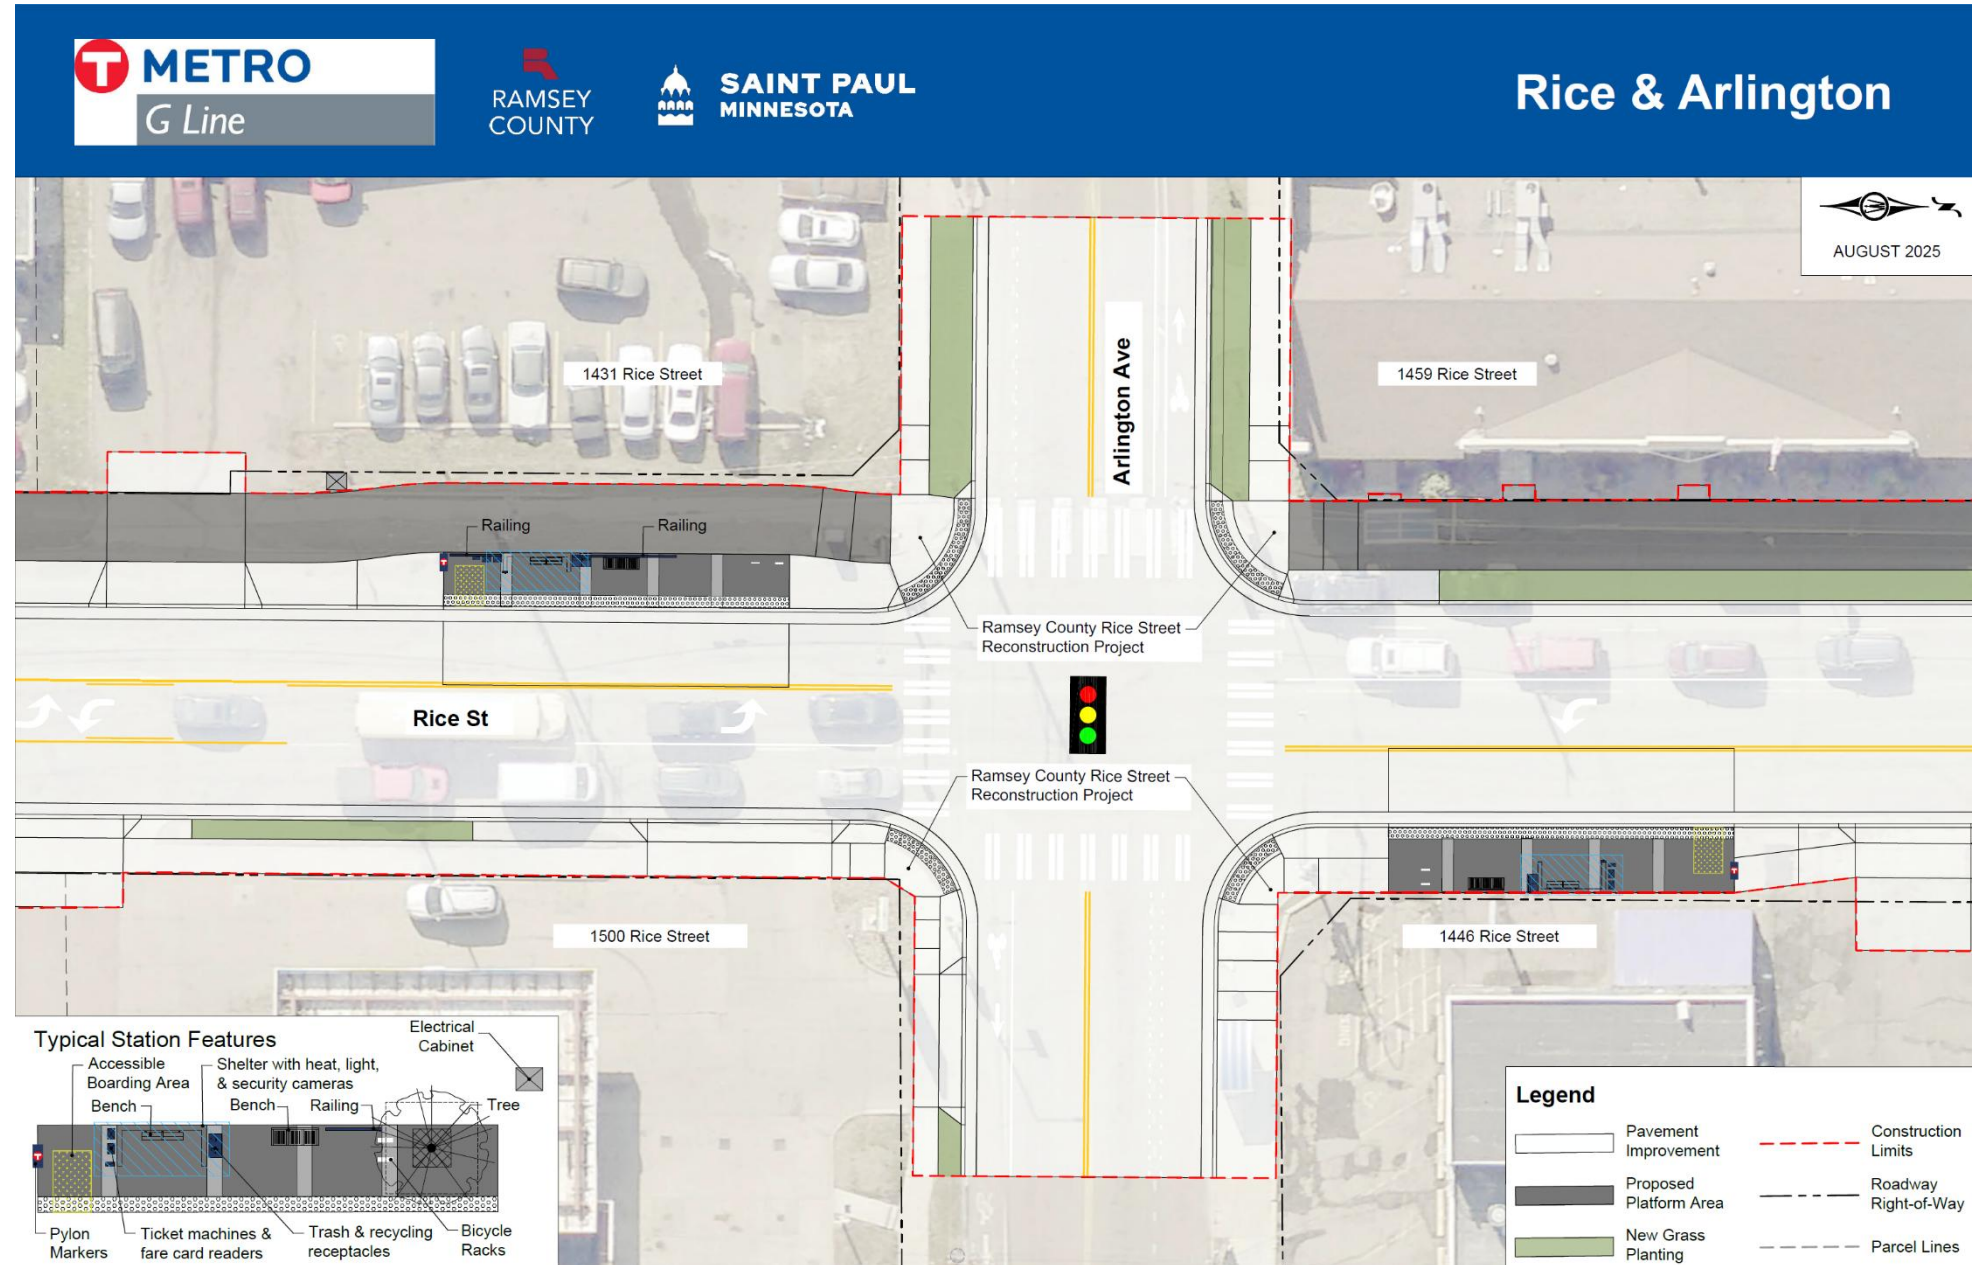 T METRO
G Line
RAMSEY
COUNTY
SAINT PAUL
MINNESOTA
Rice & Arlington
AUGUST 2025
1431 Rice Street
Arlington Ave
1459 Rice Street
Railing
Railing
Ramsey County Rice Street
Reconstruction Project
Rice St
Ramsey County Rice Street
Reconstruction Project
1500 Rice Street
1446 Rice Street
Typical Station Features
Electrical
Cabinet
Accessible
Boarding Area
Shelter with heat, light,
& security cameras
Bench
Bench
Railing
Tree
Pylon
Markers
Ticket machines &
fare card readers
Trash & recycling
receptacles
Bicycle
Racks
Legend
Pavement
Improvement
Construction
Limits
Proposed
Platform Area
Roadway
Right-of-Way
New Grass
Planting
Parcel Lines